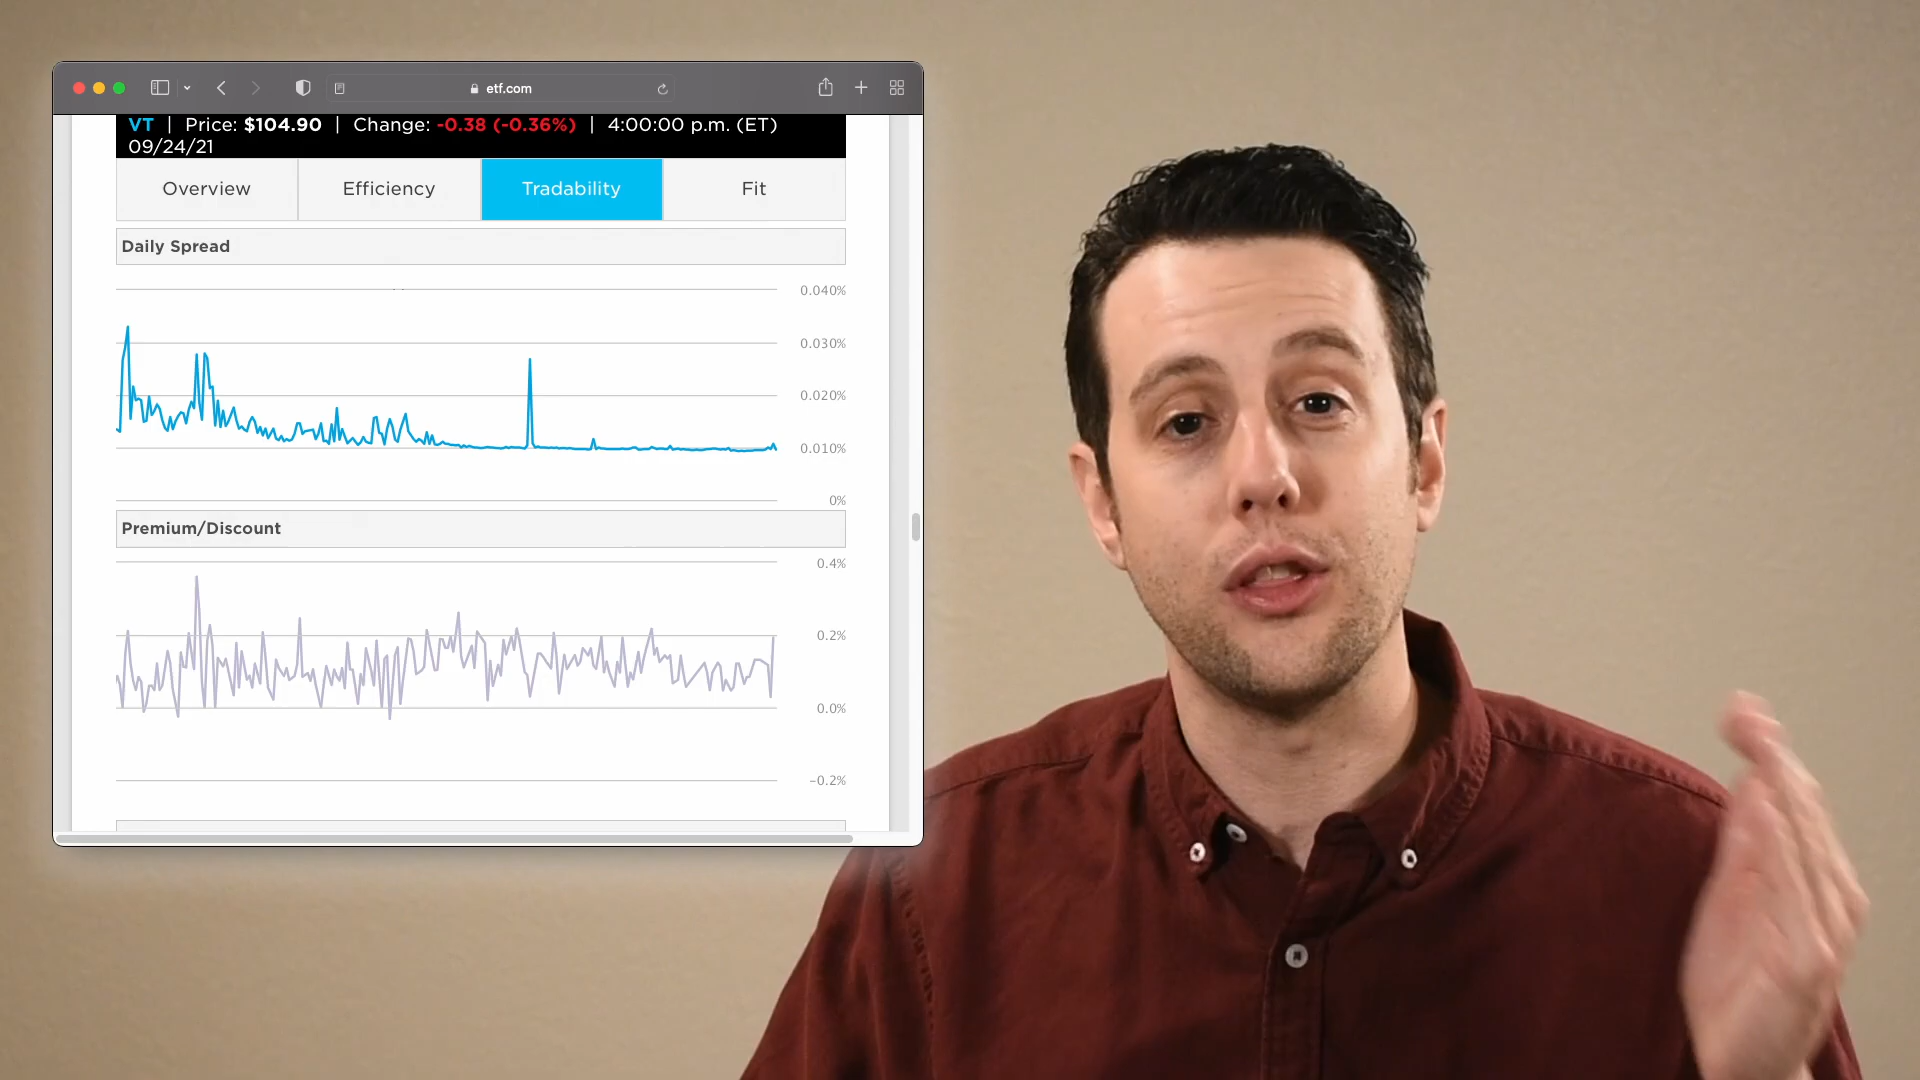 etf.com
VT | Price: $104.90 | Change: -0.38 (-0.36%) | 4:00:00 p.m. (ET)
09/24/21
Overview Efficiency Tradability Fit
Daily Spread
0.040%
0.030%
0.020%
0.010%
0%
Premium/Discount
0.4%
0.2%
0.0%
−0.2%